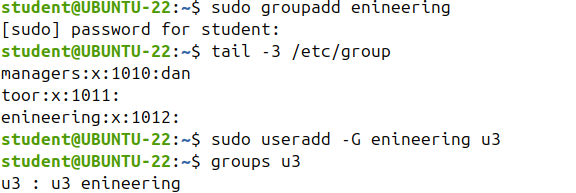 student@UBUNTU-22:~$ sudo groupadd enineering
[sudo] password for student:
student@UBUNTU-22:~$ tail -3 /etc/group
managers:x:1010:dan
toor:x:1011:
enineering:x:1012:
student@UBUNTU-22:~$ sudo useradd -G enineering u3
student@UBUNTU-22:~$ groups u3
u3 : u3 enineering